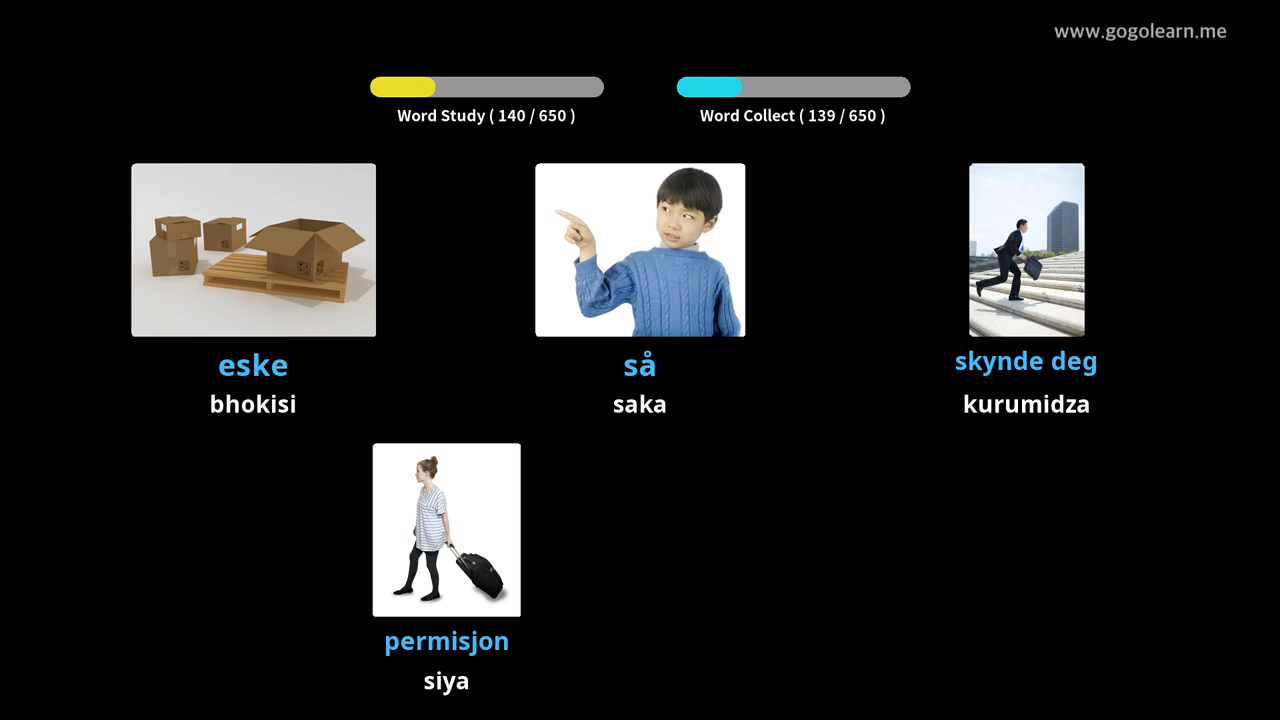 www.gogolearn.me
Word Study ( 140 / 650 )
Word Collect ( 139 / 650 )
eske
bhokisi
så
saka
skynde deg
kurumidza
permisjon
siya